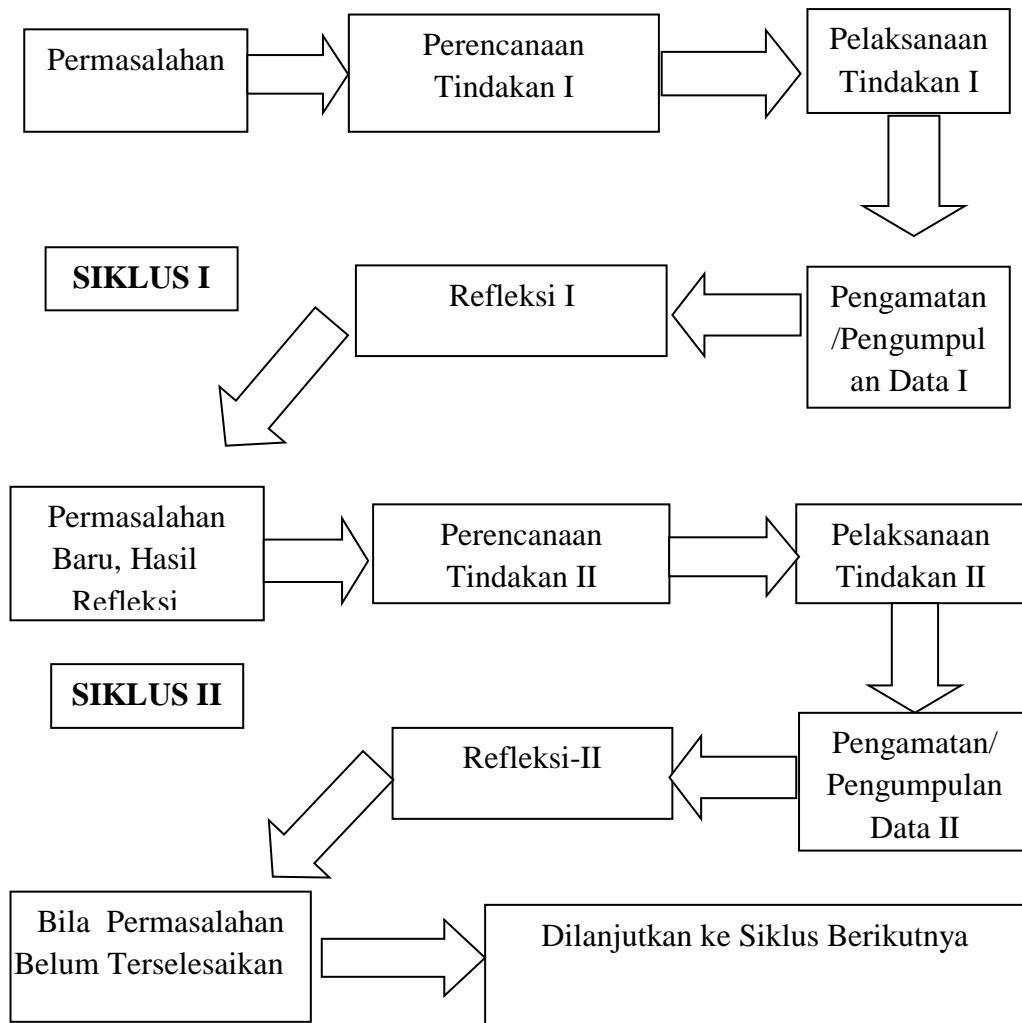 Permasalahan
Perencanaan
Tindakan I
Pelaksanaan
Tindakan I
SIKLUS I
Refleksi I
Pengamatan
/Pengumpul
an Data I
Permasalahan
Baru, Hasil
Refleksi
Perencanaan
Tindakan II
Pelaksanaan
Tindakan II
SIKLUS II
Refleksi-II
Pengamatan/
Pengumpulan
Data II
Bila Permasalahan
Belum Terselesaikan
Dilanjutkan ke Siklus Berikutnya